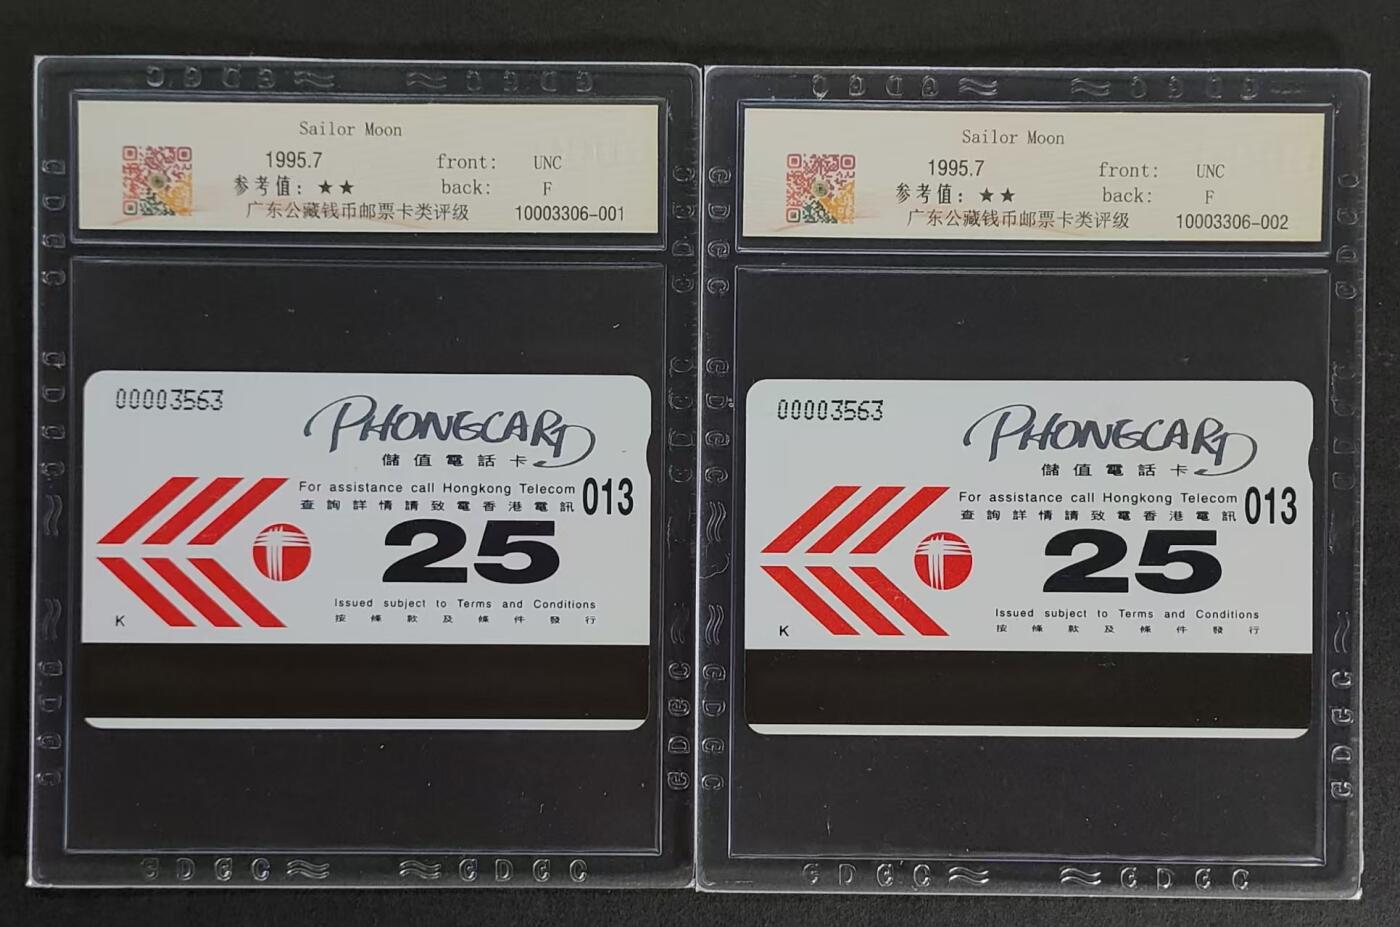 Sailor Moon
1995.7 front: UNC
参考值：★★ back: F
广东公藏钱币邮票卡类评级 10003306-001
00003563
PHONECARD
儲值電話卡
For assistance call Hongkong Telecom
查詢詳情請致電香港電訊
013
25
Issued subject to Terms and Conditions
按條款及條件發行
K
GDGC GDGC
Sailor Moon
1995.7 front: UNC
参考值：★★ back: F
广东公藏钱币邮票卡类评级 10003306-002
00003563
PHONECARD
儲值電話卡
For assistance call Hongkong Telecom
查詢詳情請致電香港電訊
013
25
Issued subject to Terms and Conditions
按條款及條件發行
K
GDGC GDGC